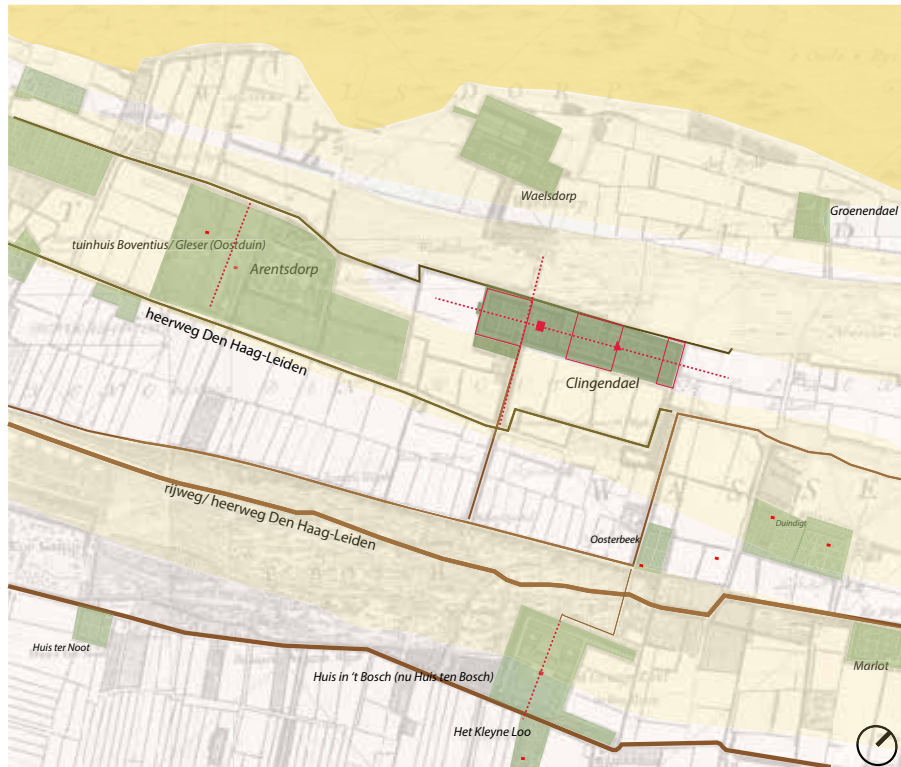 Waelsdorp
Groenendael
tuinhuis Boventius/ Gleser (Oostduin)
Arentsdorp
heerweg Den Haag-Leiden
Clingendael
rijweg/ heerweg Den Haag-Leiden
Duindigt
Oosterbeek
Huis ter Noot
Marlot
Huis in ‘t Bosch (nu Huis ten Bosch)
Het Kleyne Loo